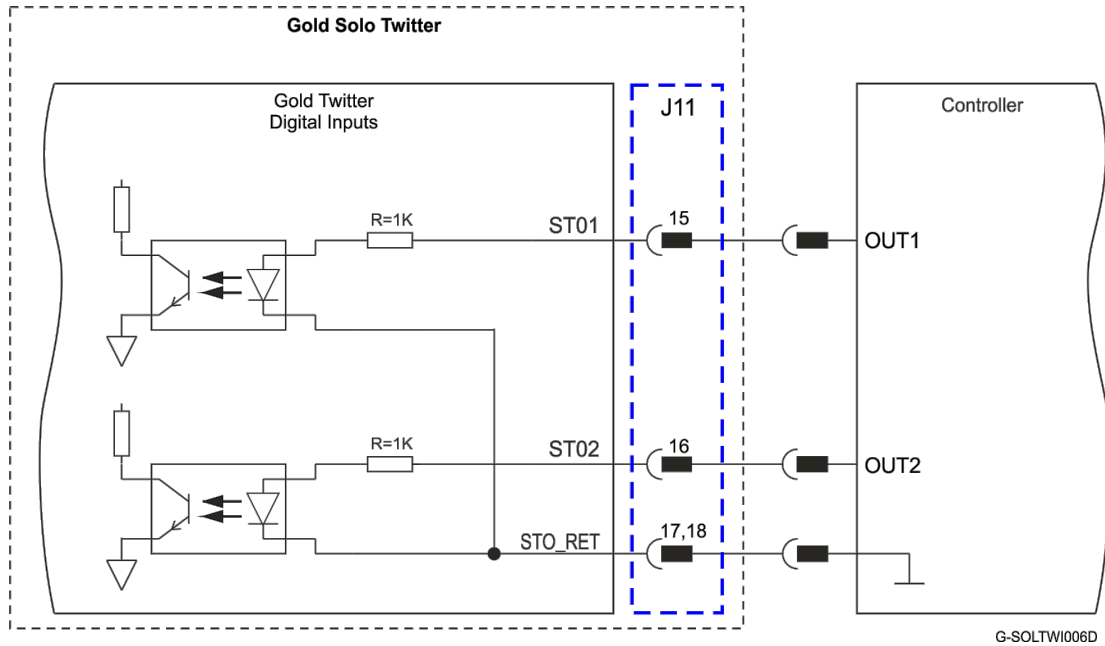 Gold Solo Twitter
Gold Twitter
Digital Inputs
J11
Controller
R=1K
ST01
15
OUT1
R=1K
ST02
16
OUT2
STO_RET
17,18
G-SOLTWI006D